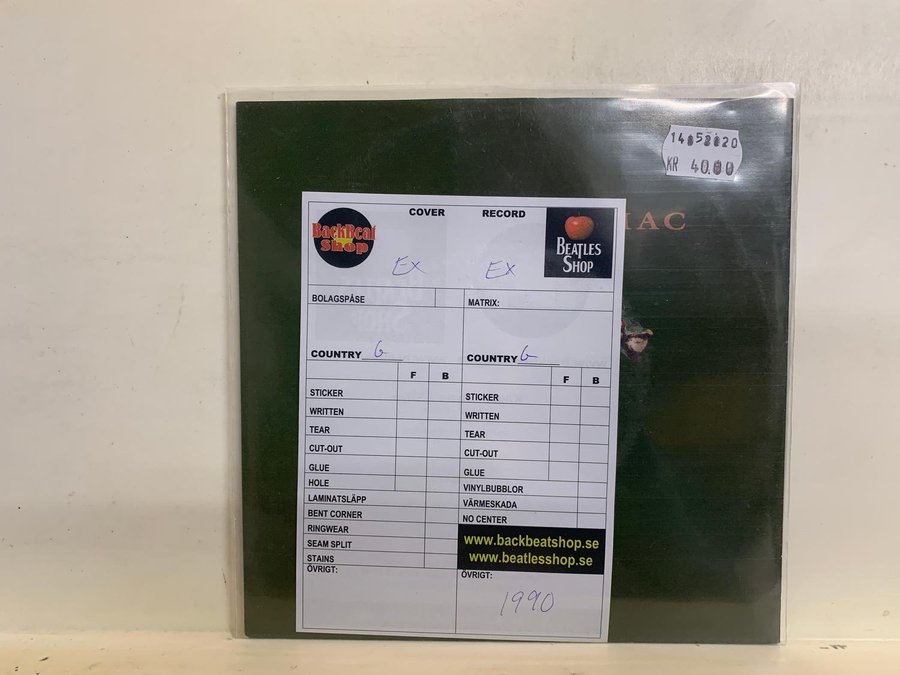 14053020
KR 40.00
MAC
COVER RECORD
BackBeat
Shop
BEATLES
SHOP
EX EX
BOLAGSPÅSE MATRIX:
COUNTRY G COUNTRY G
F B F B
STICKER STICKER
WRITTEN WRITTEN
TEAR TEAR
CUT-OUT CUT-OUT
GLUE GLUE
HOLE VINYLBUBBLOR
LAMINATSLÄPP VÄRMESKADA
BENT CORNER NO CENTER
RINGWEAR
SEAM SPLIT
STAINS
www.backbeatshop.se
www.beatlesshop.se
ÖVRIGT: ÖVRIGT:
1990